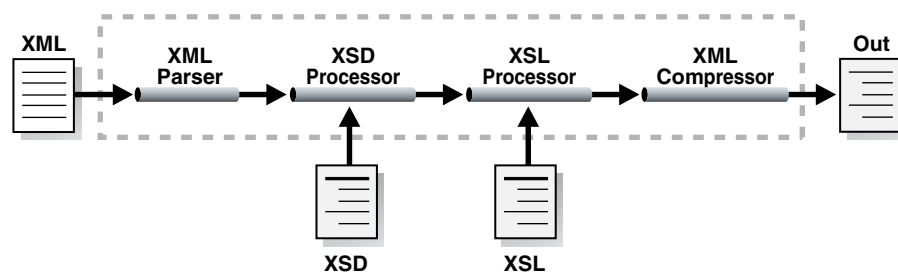 XML
XML
Parser
XSD
Processor
XSL
Processor
XML
Compressor
Out
XSD
XSL